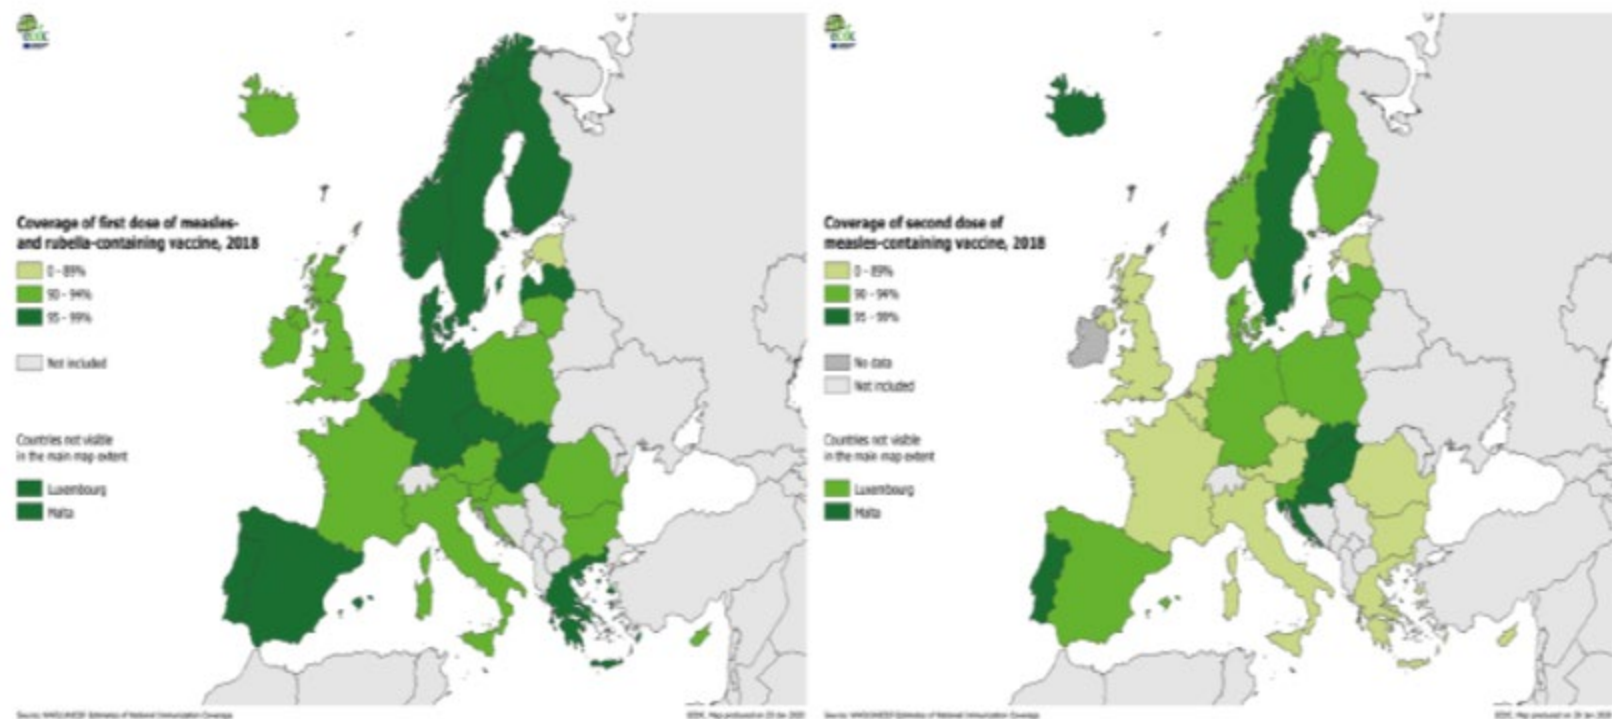 Coverage of first dose of measles-
and rubella-containing vaccine, 2018
0 - 89%
90 - 94%
95 - 99%
Not included
Countries not visible
in the main map extent
Luxembourg
Malta
Coverage of second dose of
measles-containing vaccine, 2018
0 - 89%
90 - 94%
95 - 99%
No data
Not included
Countries not visible
in the main map extent
Luxembourg
Malta